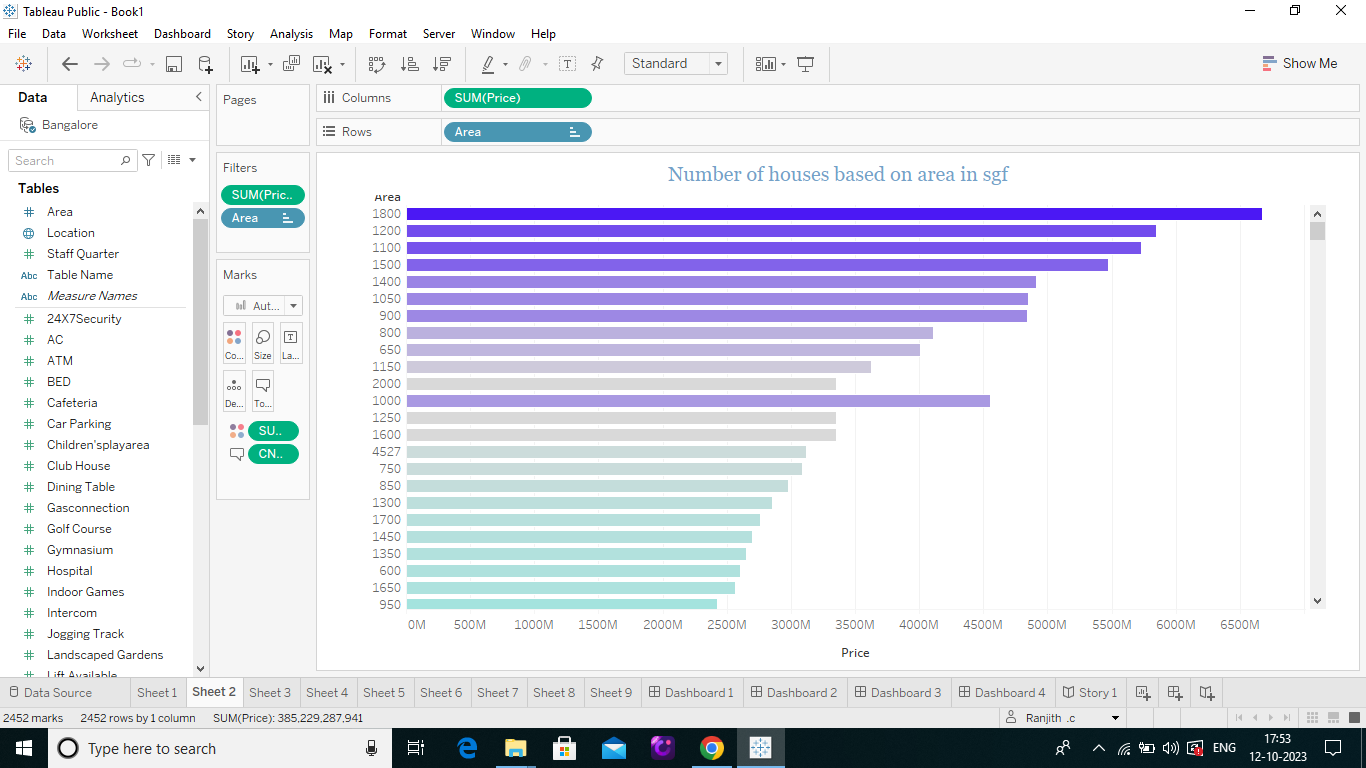 Tableau Public - Book1
File Data Worksheet Dashboard Story Analysis Map Format Server Window Help
Standard
Show Me
Data Analytics
Bangalore
Search
Tables
Area
Location
Staff Quarter
Abc Table Name
Abc Measure Names
24X7Security
AC
ATM
BED
Cafeteria
Car Parking
Children'splayarea
Club House
Dining Table
Gasconnection
Golf Course
Gymnasium
Hospital
Indoor Games
Intercom
Jogging Track
Landscaped Gardens
Lift Available
Pages
Filters
SUM(Pric..
Area
Marks
Aut...
Co... Size La...
De... To...
SU..
CN..
Columns SUM(Price)
Rows Area
Number of houses based on area in sgf
Area
1800
1200
1100
1500
1400
1050
900
800
650
1150
2000
1000
1250
1600
4527
750
850
1300
1700
1450
1350
600
1650
950
0M 500M 1000M 1500M 2000M 2500M 3000M 3500M 4000M 4500M 5000M 5500M 6000M 6500M
Price
Data Source Sheet 1 Sheet 2 Sheet 3 Sheet 4 Sheet 5 Sheet 6 Sheet 7 Sheet 8 Sheet 9 Dashboard 1 Dashboard 2 Dashboard 3 Dashboard 4 Story 1
2452 marks 2452 rows by 1 column SUM(Price): 385,229,287,941 Ranjith .c
Type here to search
ENG
17:53
12-10-2023